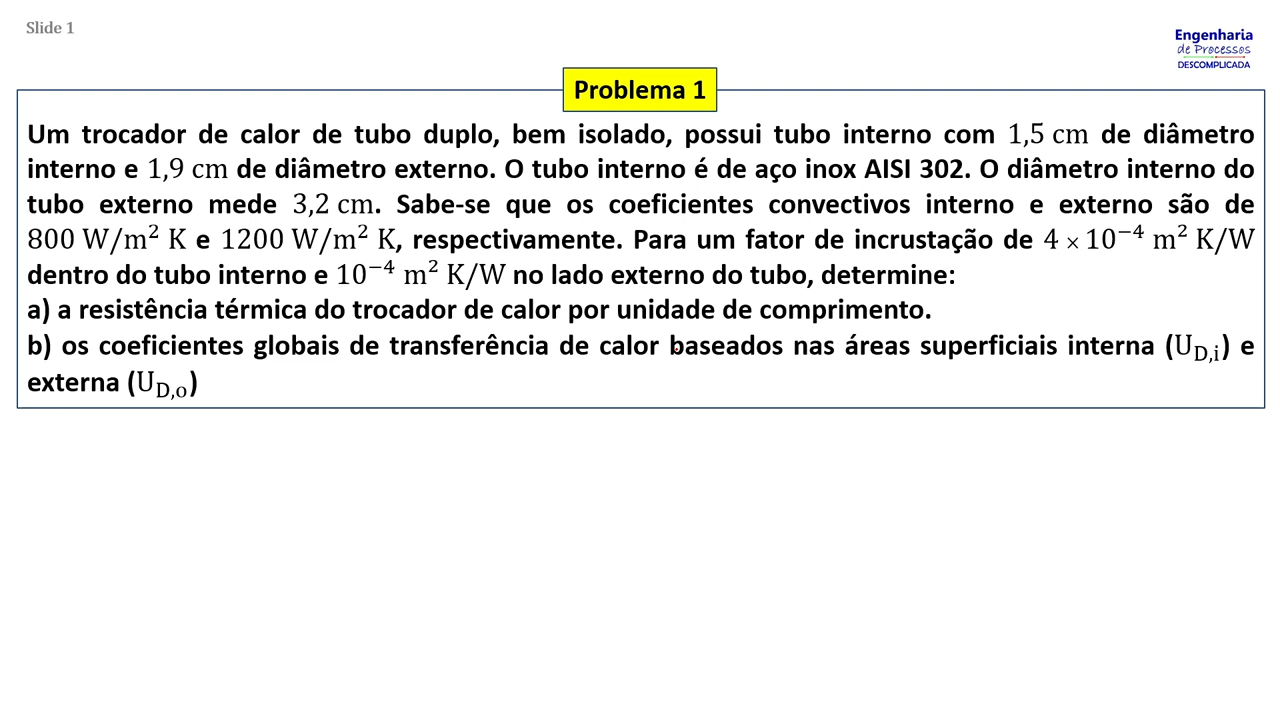 Slide 1
Engenharia
de Processos
DESCOMPLICADA
Problema 1
Um trocador de calor de tubo duplo, bem isolado, possui tubo interno com 1,5 cm de diâmetro
interno e 1,9 cm de diâmetro externo. O tubo interno é de aço inox AISI 302. O diâmetro interno do
tubo externo mede 3,2 cm. Sabe-se que os coeficientes convectivos interno e externo são de
800 W/m² K e 1200 W/m² K, respectivamente. Para um fator de incrustação de 4 × 10⁻⁴ m² K/W
dentro do tubo interno e 10⁻⁴ m² K/W no lado externo do tubo, determine:
a) a resistência térmica do trocador de calor por unidade de comprimento.
b) os coeficientes globais de transferência de calor baseados nas áreas superficiais interna (U_D,i) e
externa (U_D,o)